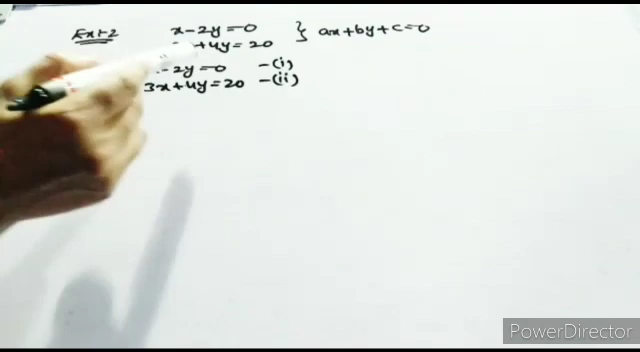 Ex-2 x-2y=0 } ax+by+c=0
+4y=20
-2y=0 -(i)
3x+4y=20 -(ii)
PowerDirector